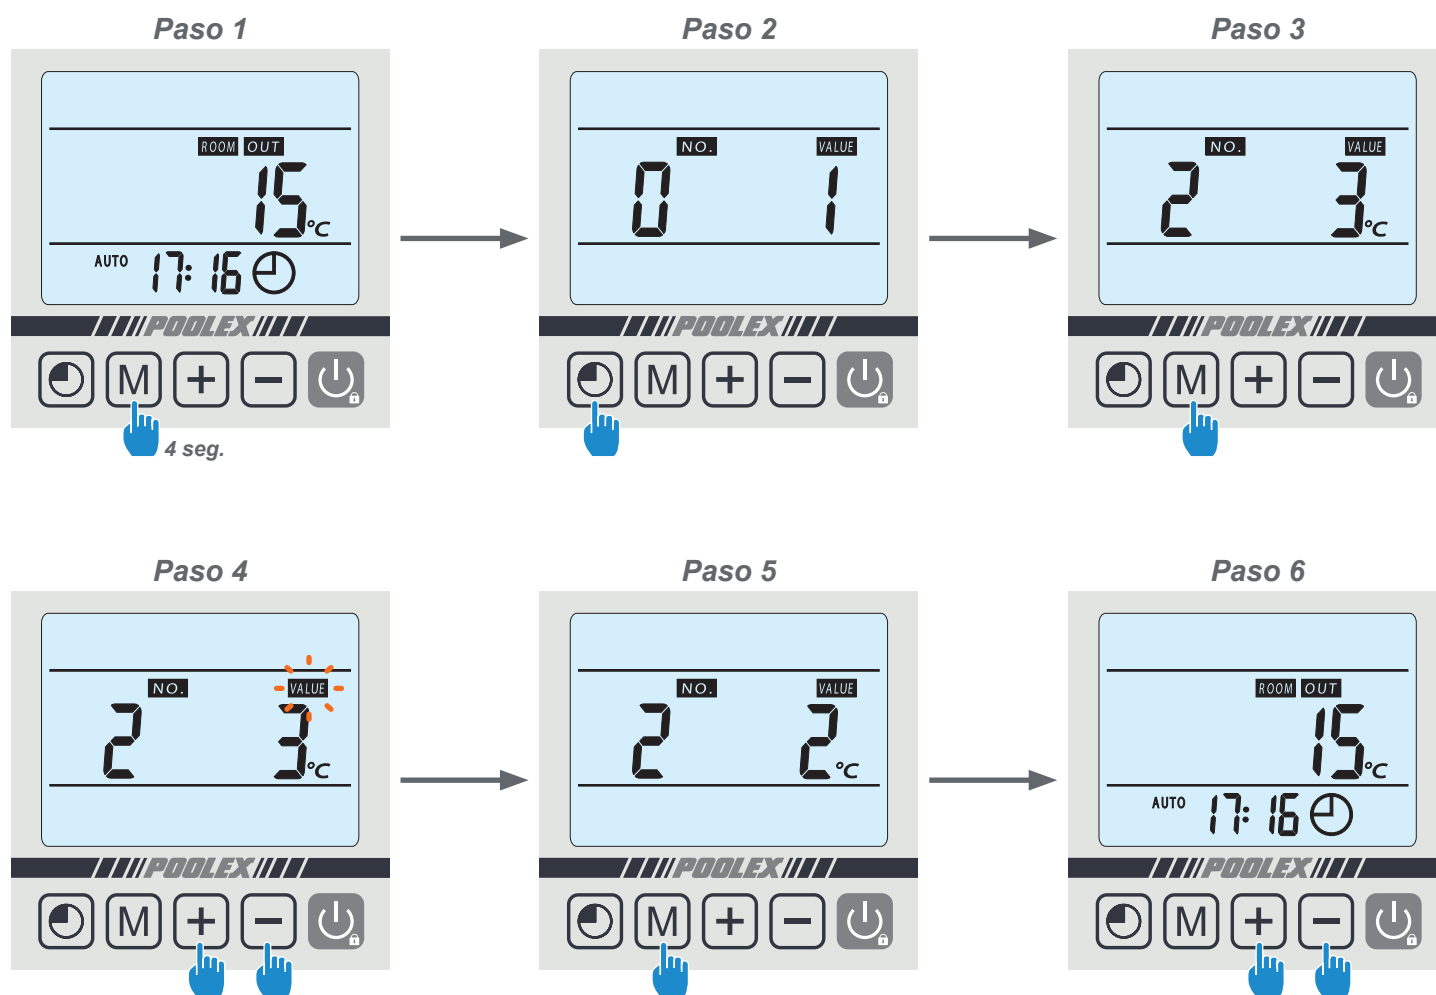 Paso 1
ROOM OUT
15 °C
AUTO 17:16
POOLEX
M + −
4 seg.
Paso 2
NO. VALUE
0 1
POOLEX
M + −
Paso 3
NO. VALUE
2 3 °C
POOLEX
M + −
Paso 4
NO. VALUE
2 3 °C
POOLEX
M + −
Paso 5
NO. VALUE
2 2 °C
POOLEX
M + −
Paso 6
ROOM OUT
15 °C
AUTO 17:16
POOLEX
M + −